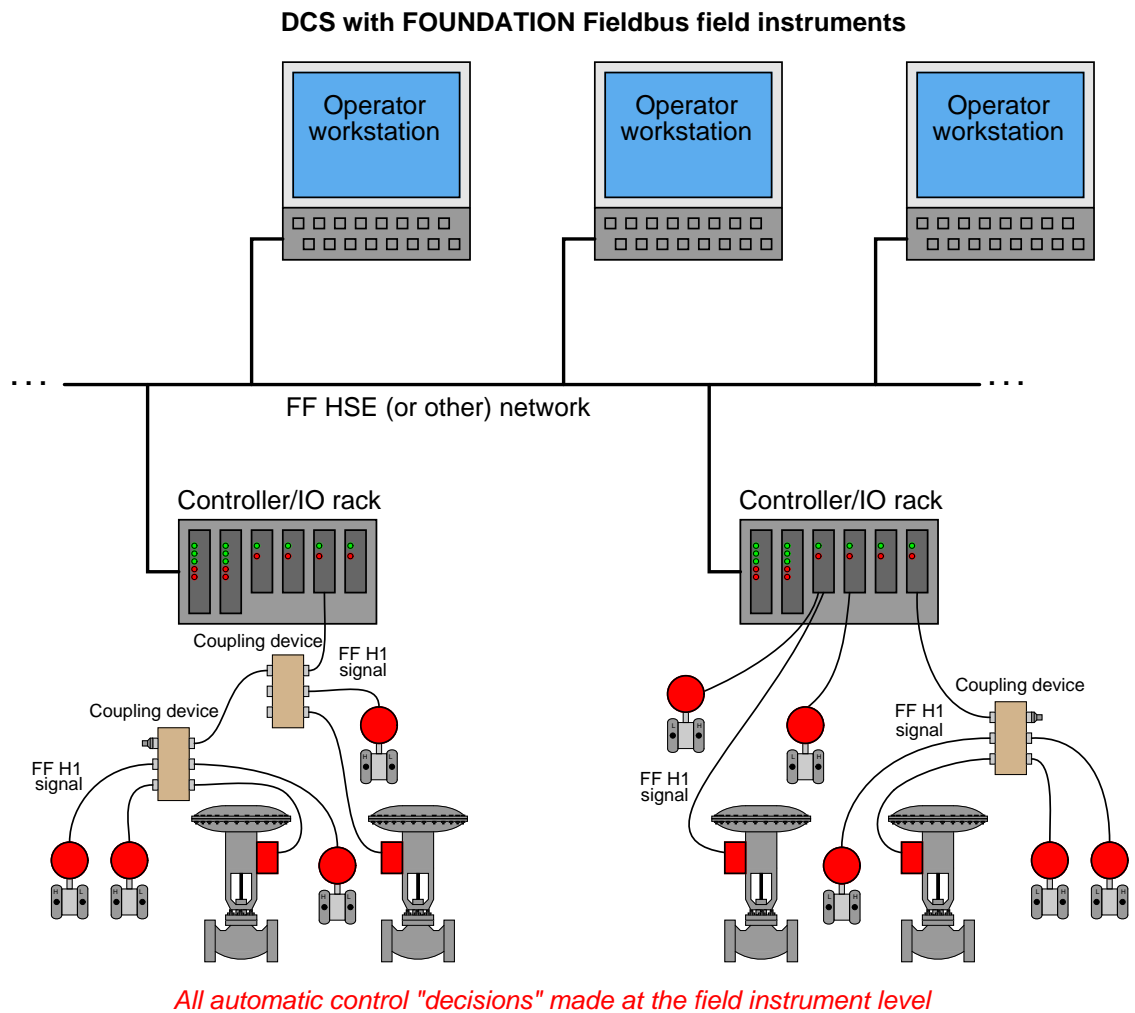 DCS with FOUNDATION Fieldbus field instruments
Operator
workstation
Operator
workstation
Operator
workstation
. . .
. . .
FF HSE (or other) network
Controller/IO rack
Controller/IO rack
Coupling device
FF H1
signal
Coupling device
FF H1
signal
Coupling device
FF H1
signal
FF H1
signal
L
H
L
H
L
H
H
L
H
L
H
L
H
L
L
H
H
L
L
H
All automatic control "decisions" made at the field instrument level